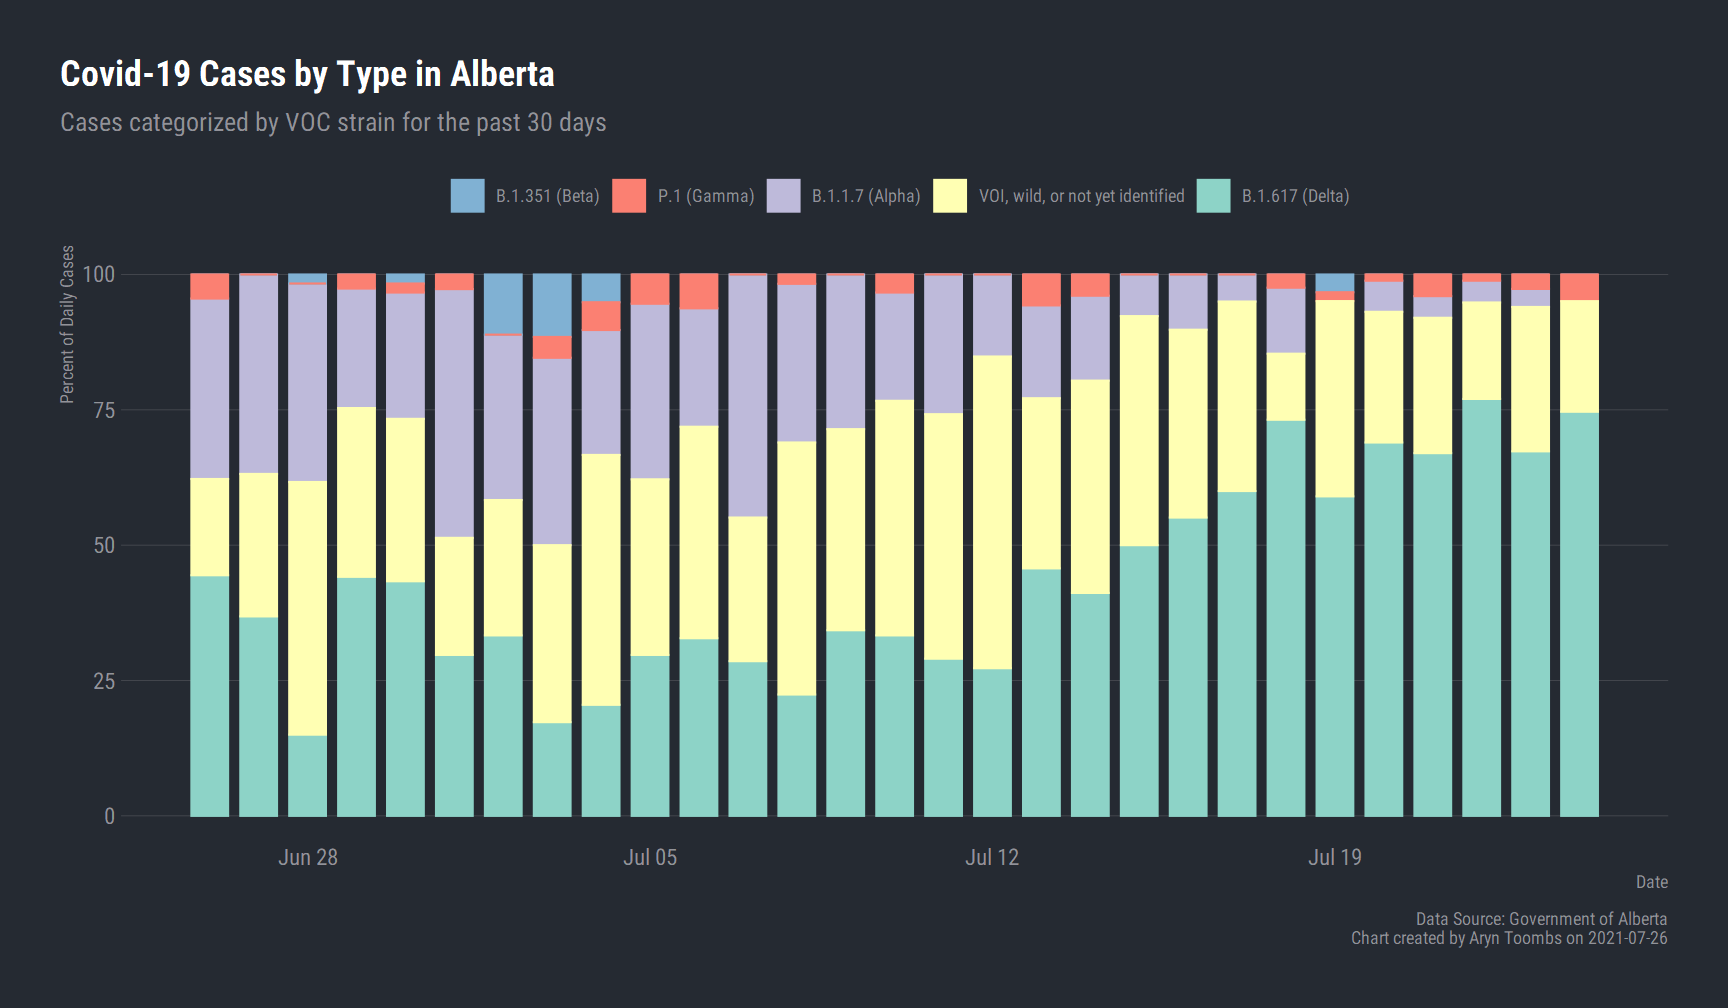 Covid-19 Cases by Type in Alberta
Cases categorized by VOC strain for the past 30 days
B.1.351 (Beta) P.1 (Gamma) B.1.1.7 (Alpha) VOI, wild, or not yet identified B.1.617 (Delta)
Percent of Daily Cases
100
75
50
25
0
Jun 28 Jul 05 Jul 12 Jul 19
Date
Data Source: Government of Alberta
Chart created by Aryn Toombs on 2021-07-26